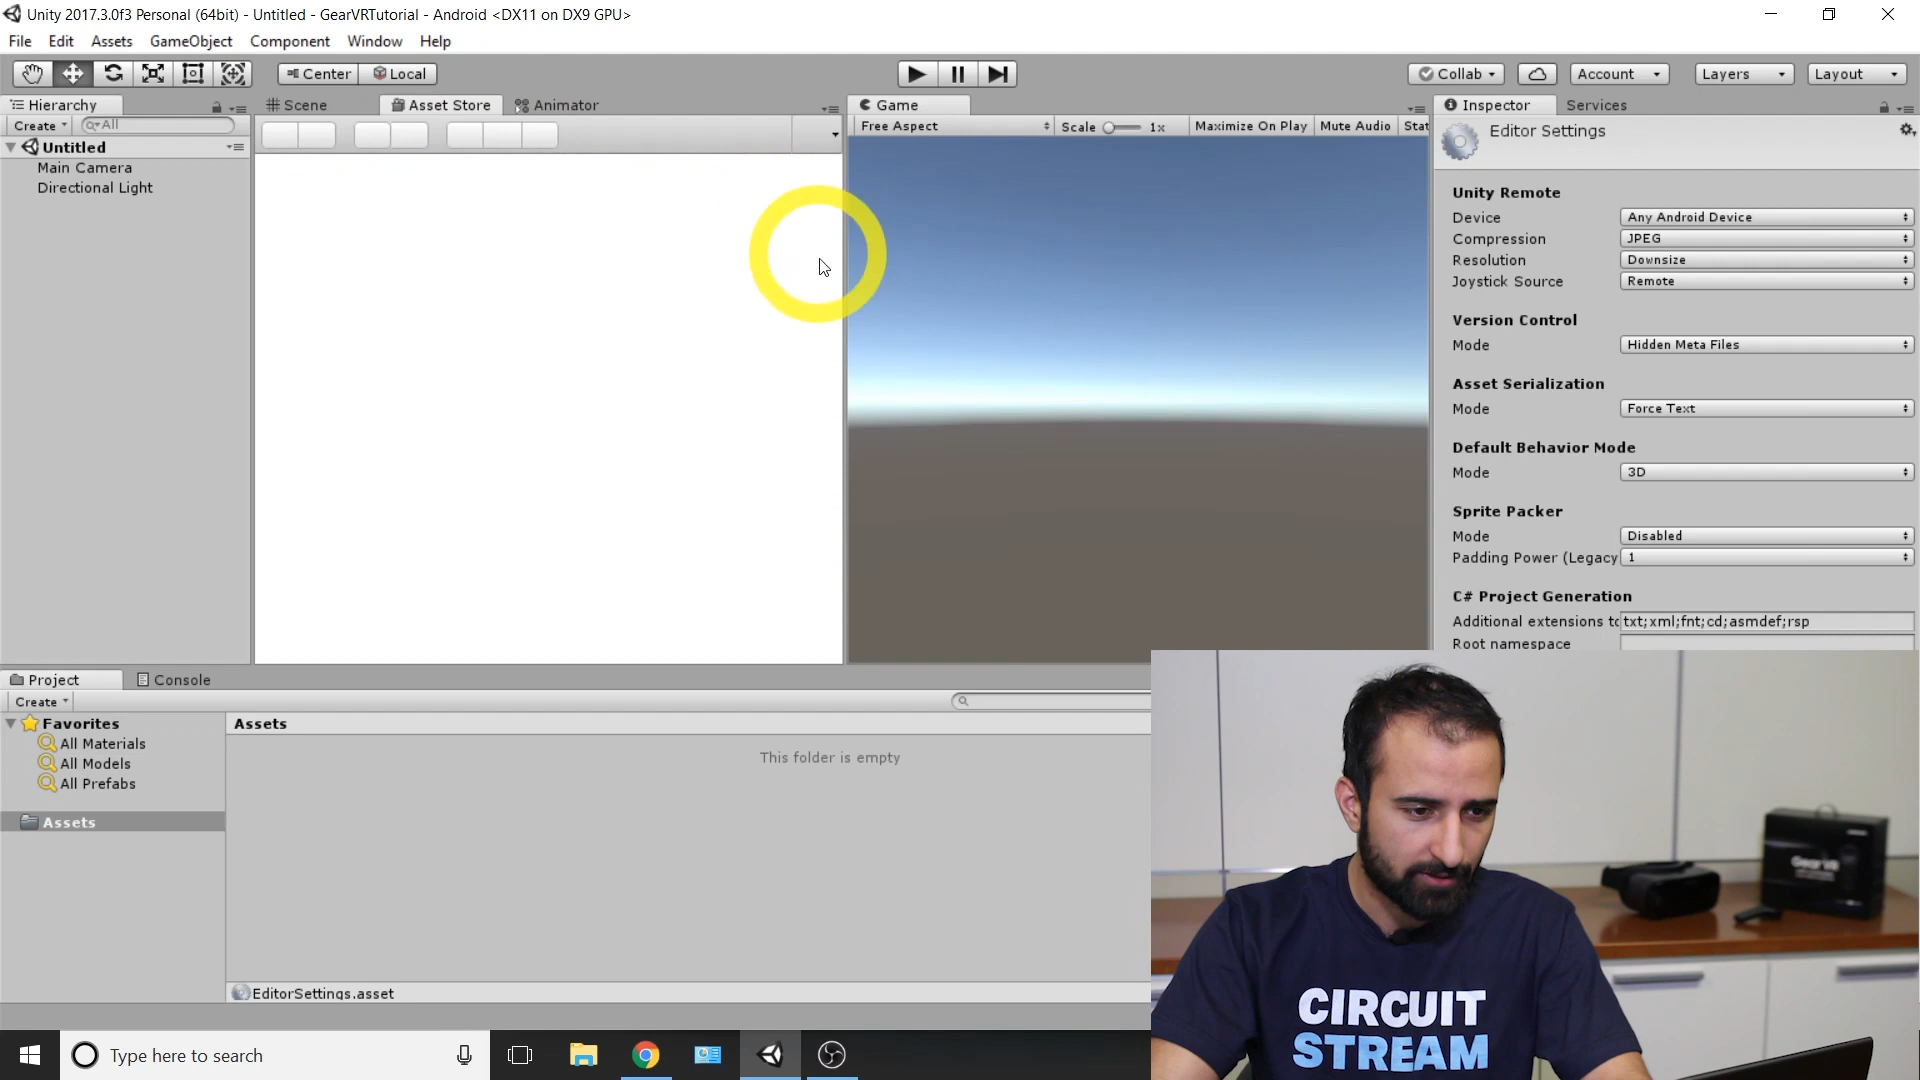 Unity 2017.3.0f3 Personal (64bit) - Untitled - GearVRTutorial - Android <DX11 on DX9 GPU>
File Edit Assets GameObject Component Window Help
Center Local Collab Account Layers Layout
Hierarchy Scene Asset Store Animator Game Inspector Services
Create All Free Aspect Scale 1x Maximize On Play Mute Audio Stat
Editor Settings
Untitled
Main Camera
Directional Light
Unity Remote
Device Any Android Device
Compression JPEG
Resolution Downsize
Joystick Source Remote
Version Control
Mode Hidden Meta Files
Asset Serialization
Mode Force Text
Default Behavior Mode
Mode 3D
Sprite Packer
Mode Disabled
Padding Power (Legacy 1
C# Project Generation
Additional extensions to txt;xml;fnt;cd;asmdef;rsp
Root namespace
Project Console
Create
Favorites Assets
All Materials
This folder is empty
All Models
All Prefabs
Assets
EditorSettings.asset
Type here to search
Gear VR
CIRCUIT
STREAM